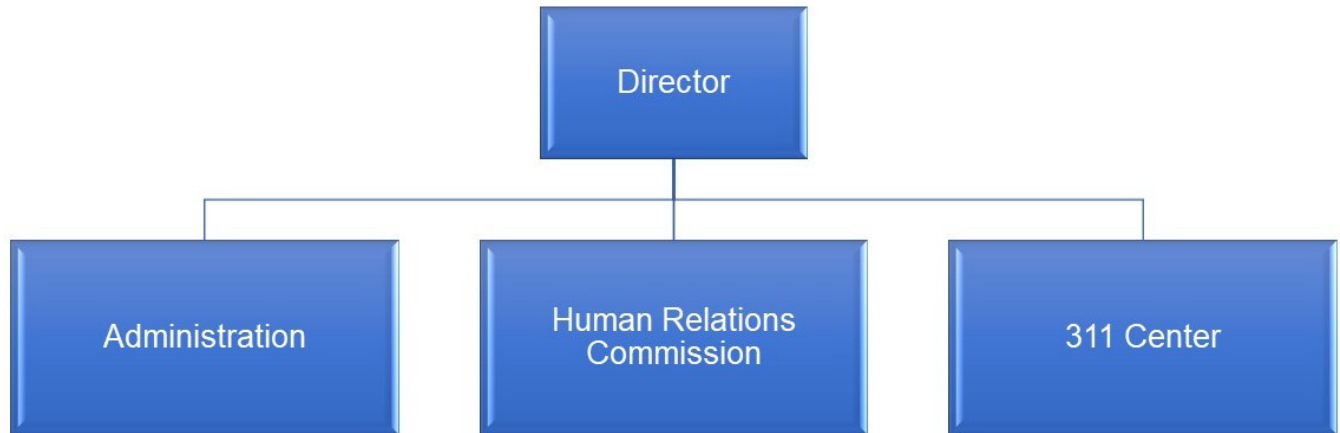 Director
Administration
Human Relations
Commission
311 Center